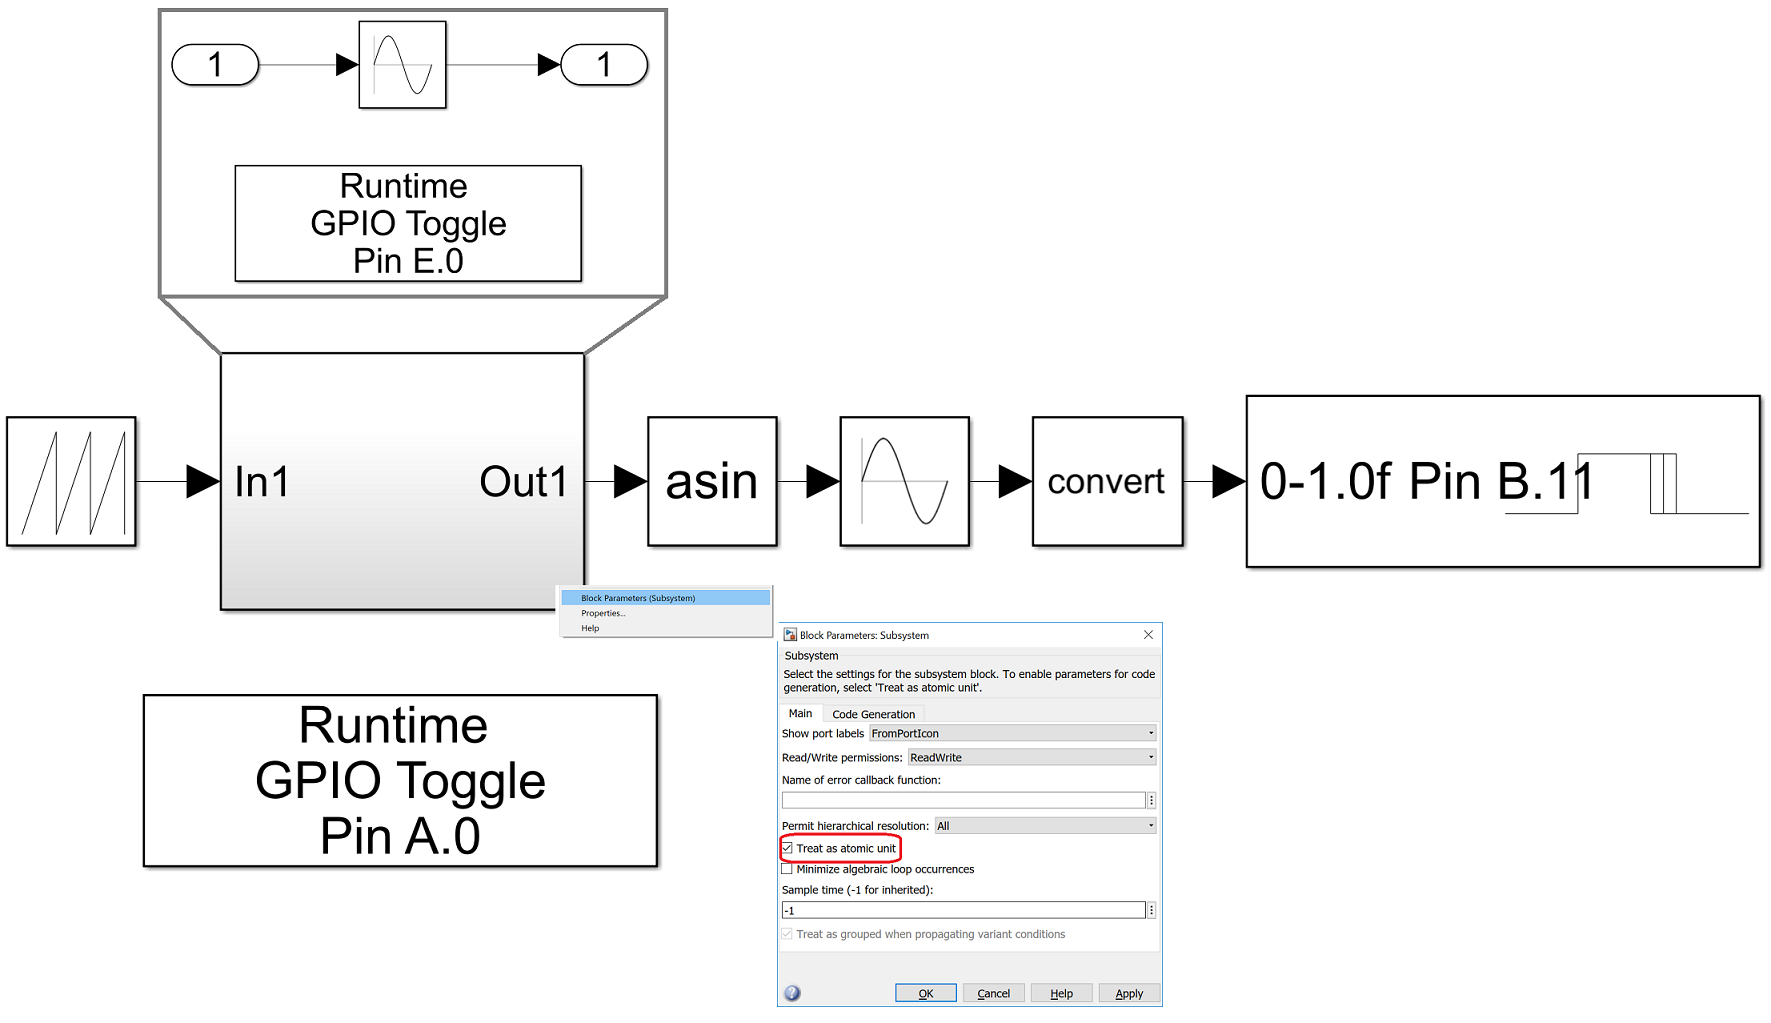 1
1
Runtime
GPIO Toggle
Pin E.0
In1
Out1
asin
convert
0-1.0f Pin B.11
Block Parameters (Subsystem)
Properties...
Help
Runtime
GPIO Toggle
Pin A.0
Block Parameters: Subsystem
Subsystem
Select the settings for the subsystem block. To enable parameters for code
generation, select 'Treat as atomic unit'.
Main
Code Generation
Show port labels FromPortIcon
Read/Write permissions: ReadWrite
Name of error callback function:
Permit hierarchical resolution: All
Treat as atomic unit
Minimize algebraic loop occurrences
Sample time (-1 for inherited):
-1
Treat as grouped when propagating variant conditions
OK
Cancel
Help
Apply